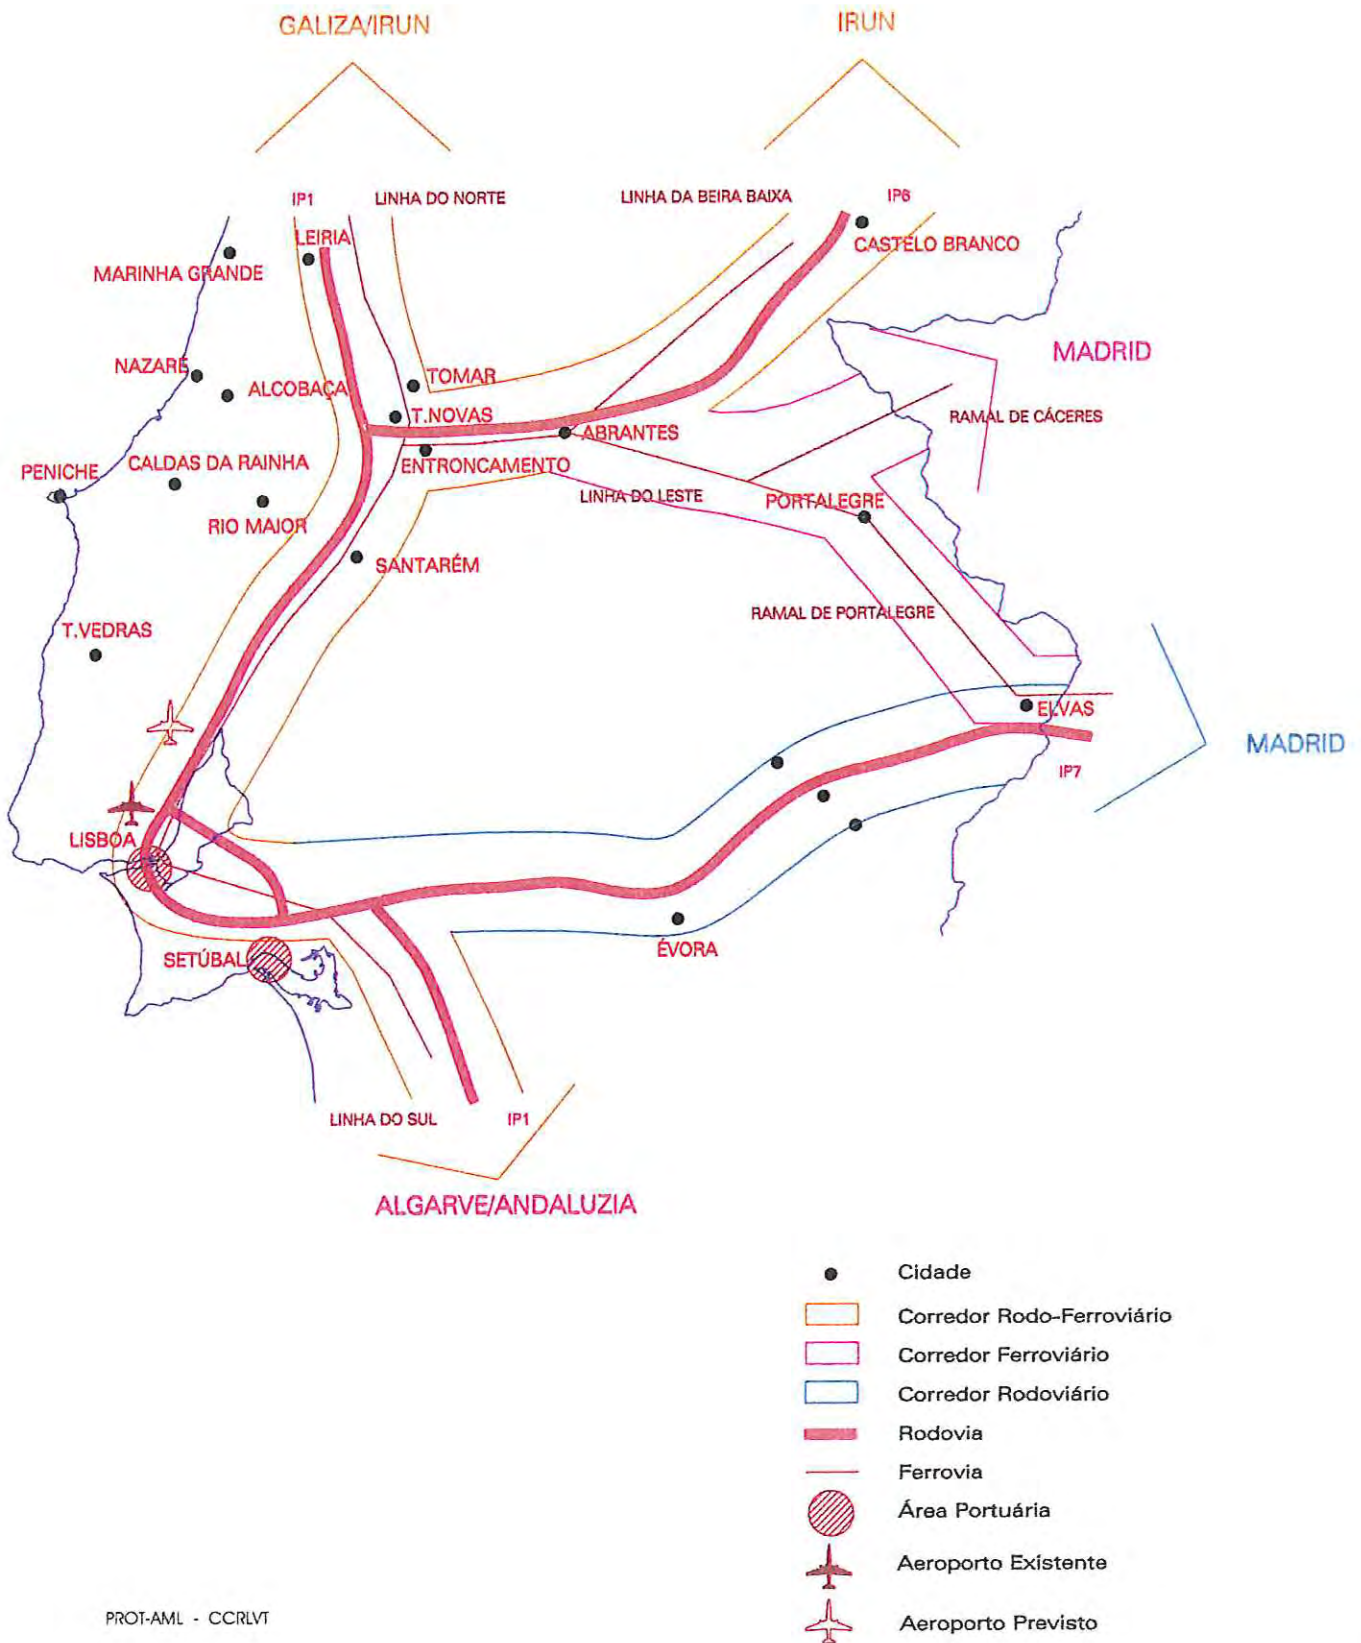 GALIZA/IRUN
IRUN
IP1
LINHA DO NORTE
LINHA DA BEIRA BAIXA
IP6
LEIRIA
CASTELO BRANCO
MARINHA GRANDE
MADRID
NAZARÉ
ALCOBAÇA
TOMAR
T.NOVAS
RAMAL DE CÁCERES
ABRANTES
PENICHE
CALDAS DA RAINHA
ENTRONCAMENTO
LINHA DO LESTE
PORTALEGRE
RIO MAIOR
SANTARÉM
RAMAL DE PORTALEGRE
T.VEDRAS
ELVAS
MADRID
IP7
LISBOA
ÉVORA
SETÚBAL
LINHA DO SUL
IP1
ALGARVE/ANDALUZIA
Cidade
Corredor Rodo-Ferroviário
Corredor Ferroviário
Corredor Rodoviário
Rodovia
Ferrovia
Área Portuária
Aeroporto Existente
Aeroporto Previsto
PROT-AML - CCRLVT